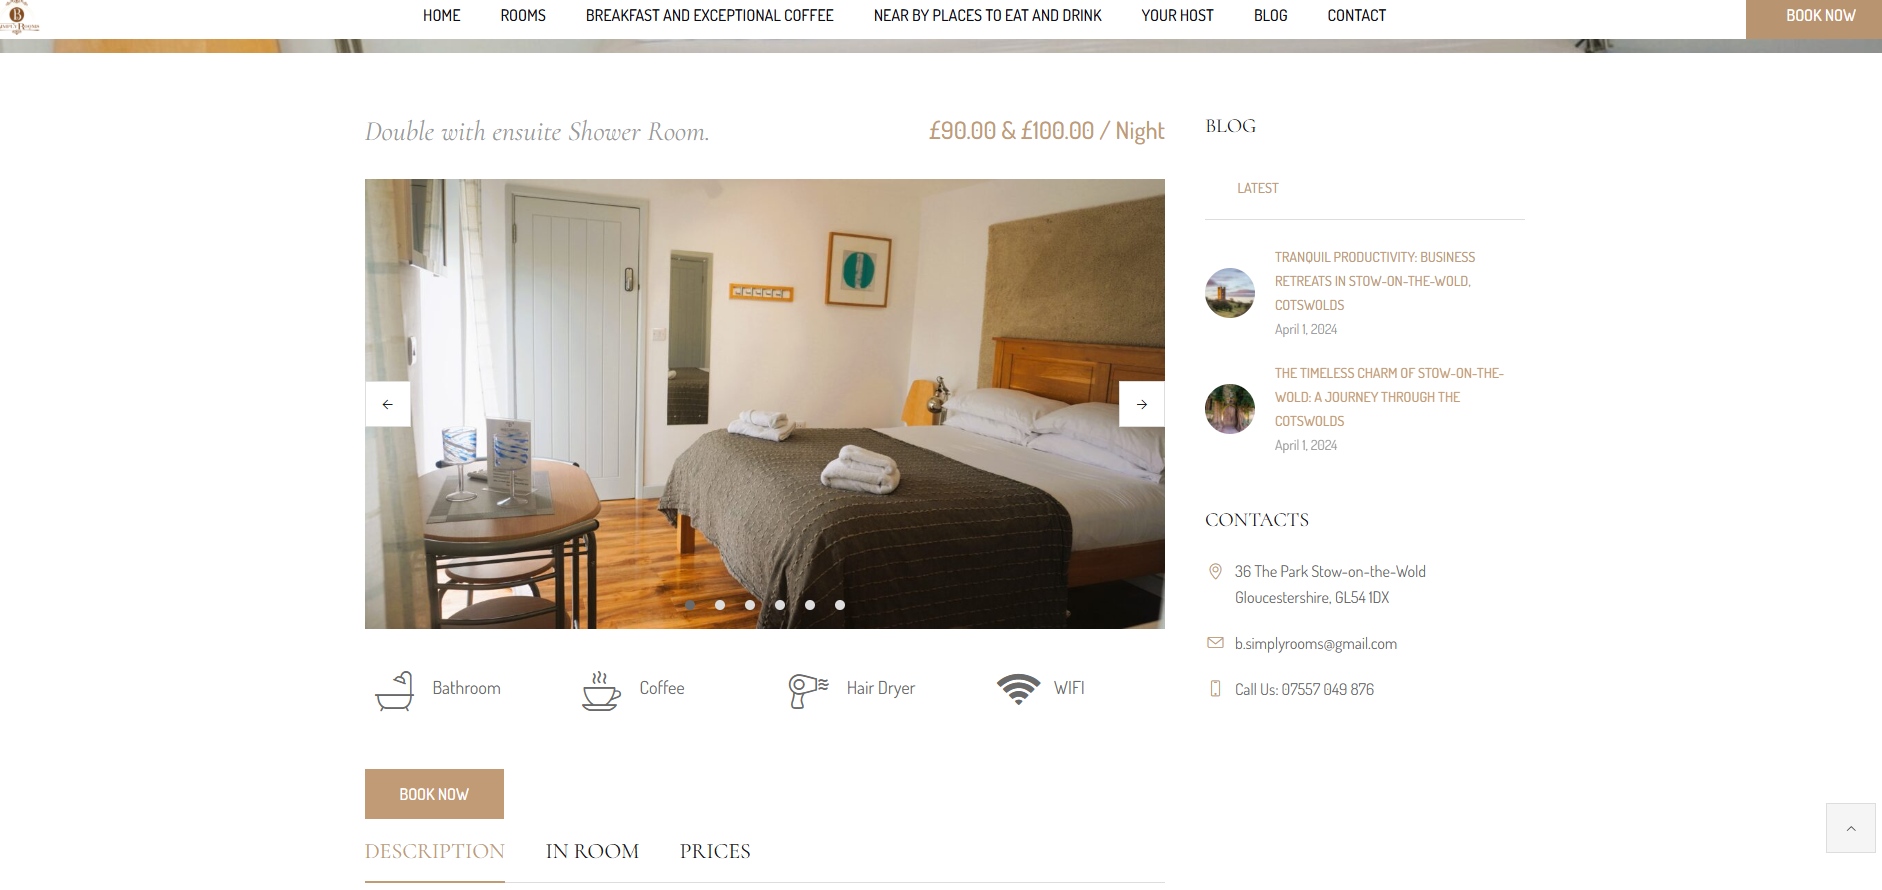 B
HOME
ROOMS
BREAKFAST AND EXCEPTIONAL COFFEE
NEAR BY PLACES TO EAT AND DRINK
YOUR HOST
BLOG
CONTACT
BOOK NOW
Double with ensuite Shower Room.
£90.00 & £100.00 / Night
Bathroom
Coffee
Hair Dryer
WIFI
BOOK NOW
DESCRIPTION
IN ROOM
PRICES
BLOG
LATEST
TRANQUIL PRODUCTIVITY: BUSINESS
RETREATS IN STOW-ON-THE-WOLD,
COTSWOLDS
April 1, 2024
THE TIMELESS CHARM OF STOW-ON-THE-
WOLD: A JOURNEY THROUGH THE
COTSWOLDS
April 1, 2024
CONTACTS
36 The Park Stow-on-the-Wold
Gloucestershire, GL54 1DX
b.simplyrooms@gmail.com
Call Us: 07557 049 876